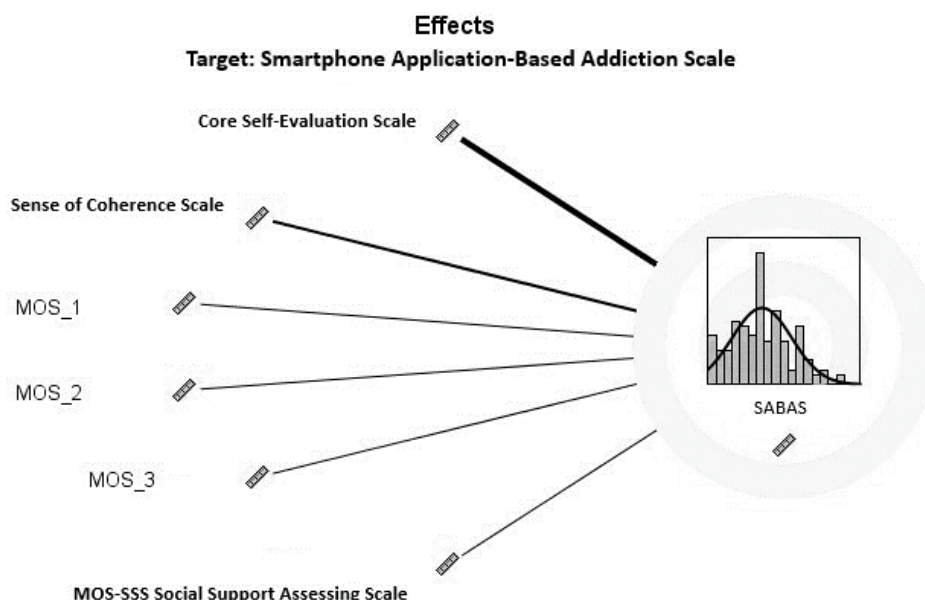 Effects
Target: Smartphone Application-Based Addiction Scale
Core Self-Evaluation Scale
Sense of Coherence Scale
MOS_1
MOS_2
SABAS
MOS_3
MOS-SSS Social Support Assessing Scale